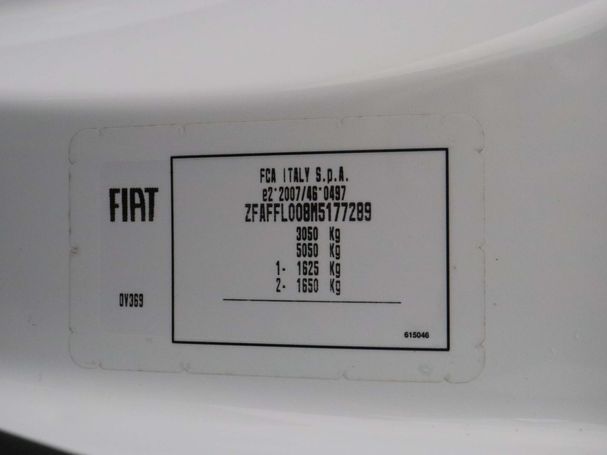 FCA ITALY S.p.A.
e2*2007/46*0497
FIAT
ZFAFFL00BM5177289
3050 Kg
5050 Kg
1- 1625 Kg
2- 1650 Kg
DV369
615046